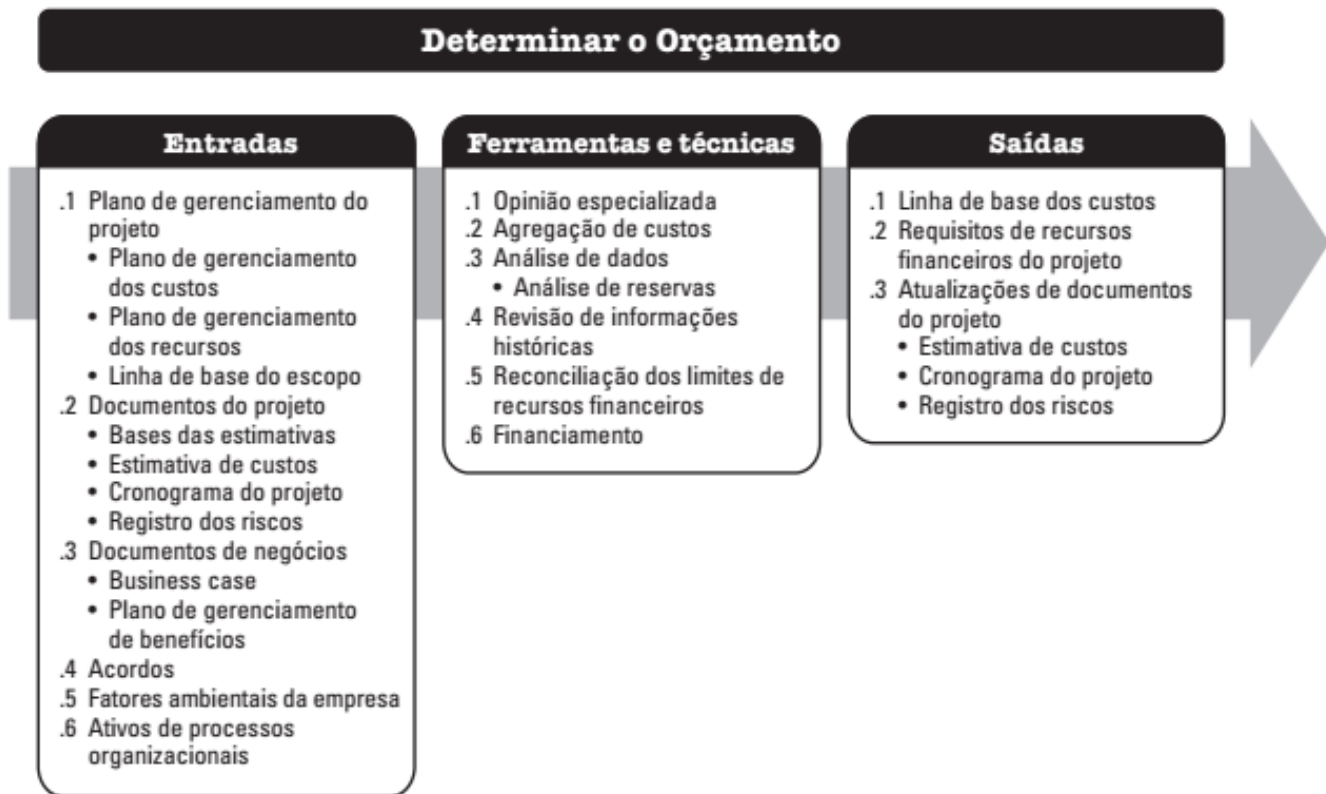 Determinar o Orçamento
Entradas
.1 Plano de gerenciamento do
projeto
• Plano de gerenciamento
dos custos
• Plano de gerenciamento
dos recursos
• Linha de base do escopo
.2 Documentos do projeto
• Bases das estimativas
• Estimativa de custos
• Cronograma do projeto
• Registro dos riscos
.3 Documentos de negócios
• Business case
• Plano de gerenciamento
de benefícios
.4 Acordos
.5 Fatores ambientais da empresa
.6 Ativos de processos
organizacionais
Ferramentas e técnicas
.1 Opinião especializada
.2 Agregação de custos
.3 Análise de dados
• Análise de reservas
.4 Revisão de informações
históricas
.5 Reconciliação dos limites de
recursos financeiros
.6 Financiamento
Saídas
.1 Linha de base dos custos
.2 Requisitos de recursos
financeiros do projeto
.3 Atualizações de documentos
do projeto
• Estimativa de custos
• Cronograma do projeto
• Registro dos riscos